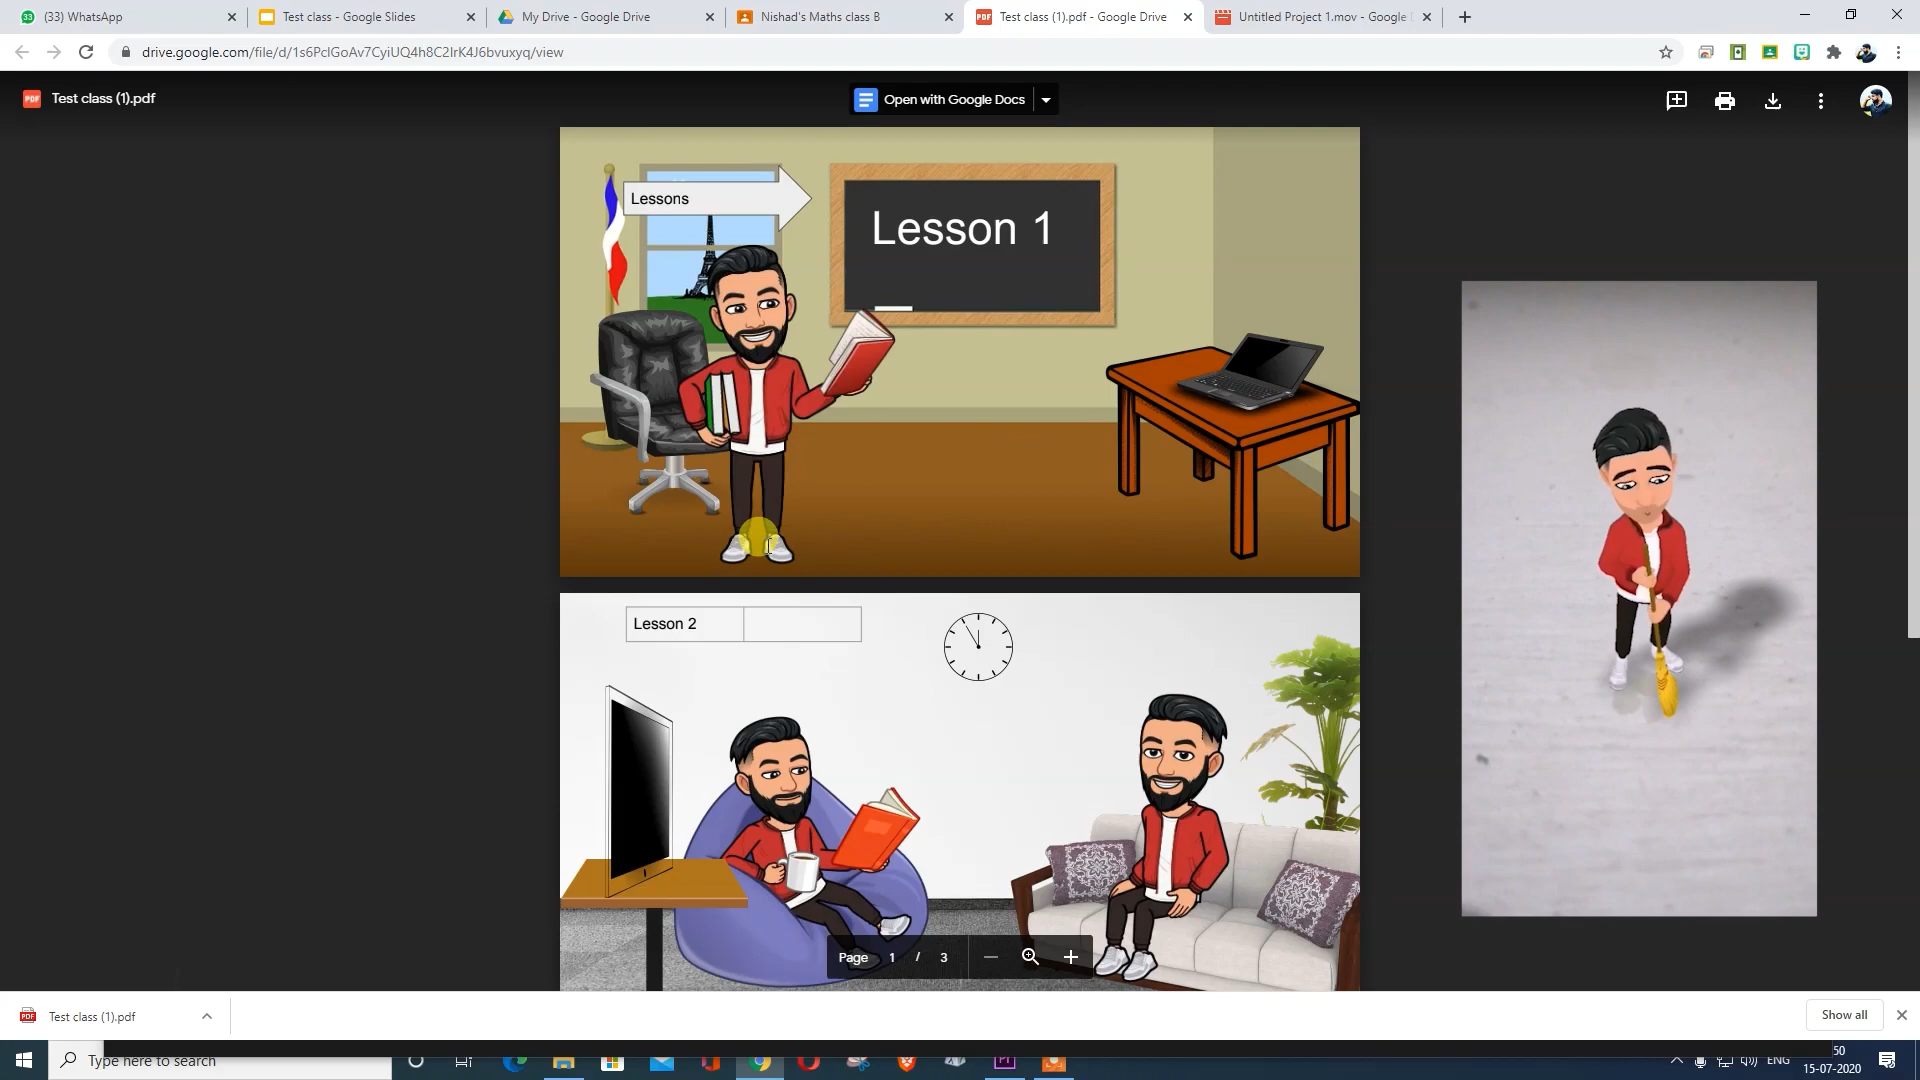 (33) WhatsApp
Test class - Google Slides
My Drive - Google Drive
Nishad's Maths class B
Test class (1).pdf - Google Drive
Untitled Project 1.mov - Google
drive.google.com/file/d/1s6PclGoAv7CyiUQ4h8C2lrK4J6bvuxyq/view
PDF Test class (1).pdf
Open with Google Docs
Lessons
Lesson 1
Lesson 2
Page 1 / 3
Test class (1).pdf
Show all
Type here to search
ENG
50
15-07-2020